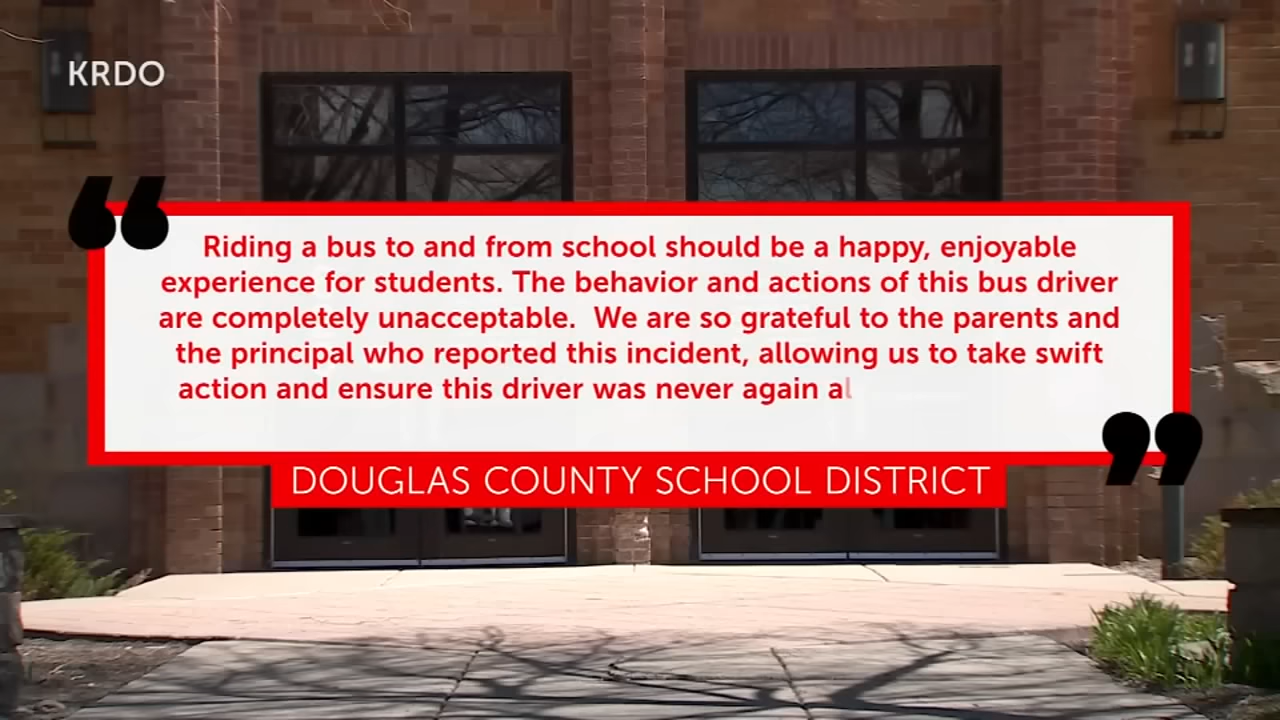 KRDO
“
Riding a bus to and from school should be a happy, enjoyable
experience for students. The behavior and actions of this bus driver
are completely unacceptable.  We are so grateful to the parents and
the principal who reported this incident, allowing us to take swift
action and ensure this driver was never again al
”
DOUGLAS COUNTY SCHOOL DISTRICT